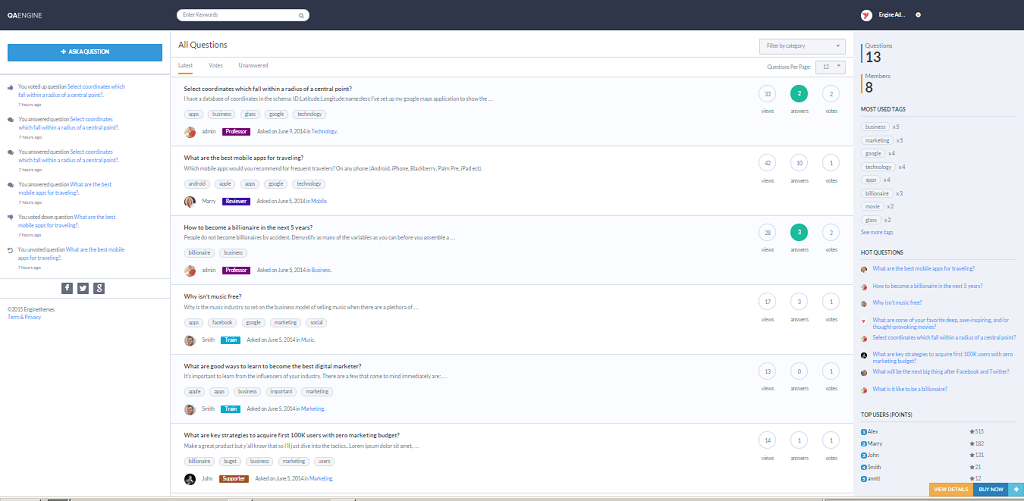 QAENGINE
Enter Keywords
Engine Ad...
+ ASK A QUESTION
You voted up question Select coordinates which
fall within a radius of a central point?.
7 hours ago
You answered question Select coordinates
which fall within a radius of a central point?.
7 hours ago
You answered question Select coordinates
which fall within a radius of a central point?.
7 hours ago
You answered question What are the best
mobile apps for traveling?.
7 hours ago
You voted down question What are the best
mobile apps for traveling?.
7 hours ago
You unvoted question What are the best mobile
apps for traveling?.
7 hours ago
©2015 Enginethemes
Term & Privacy
All Questions
Filter by category
Latest Votes Unanswered
Questions Per Page: 12
Select coordinates which fall within a radius of a central point?
I have a database of coordinates in the schema: ID:Latitude:Longitude:name:desc I've set up my google maps application to show the ...
apps business glass google technology
admin Professor Asked on June 9, 2014 in Technology.
33 views 2 answers 2 votes
What are the best mobile apps for traveling?
Which mobile apps would you recommend for frequent travelers? On any phone (Android, iPhone, Blackberry, Palm Pre, iPad ect).
android apple apps google technology
Marry Reviewer Asked on June 5, 2014 in Mobile.
42 views 10 answers 1 votes
How to become a billionaire in the next 5 years?
People do not become billionaires by accident. Demystify as many of the variables as you can before you assemble a ...
billionaire business
admin Professor Asked on June 5, 2014 in Business.
28 views 3 answers 2 votes
Why isn't music free?
Why is the music industry so set on the business model of selling music when there are a plethora of ...
apps facebook google marketing social
Smith Train Asked on June 5, 2014 in Music.
17 views 3 answers 1 votes
What are good ways to learn to become the best digital marketer?
It's important to learn from the influencers of your industry. There are a few that come to mind immediately are: ...
apple apps business important marketing
Smith Train Asked on June 5, 2014 in Marketing.
13 views 0 answers 1 votes
What are key strategies to acquire first 100K users with zero marketing budget?
Make a great product but y'all know that so I'll just dive into the tactics.. Lorem ipsum dolor sit amet, ...
billionaire buget business marketing users
John Supporter Asked on June 5, 2014 in Marketing.
14 views 1 answers 1 votes
Questions
13
Members
8
MOST USED TAGS
business x 5
marketing x 5
google x 4
technology x 4
apps x 4
billionaire x 3
movie x 2
glass x 2
See more tags
HOT QUESTIONS
What are the best mobile apps for traveling?
How to become a billionaire in the next 5 years?
Why isn't music free?
What are some of your favorite deep, awe-inspiring, and/or
thought-provoking movies?
Select coordinates which fall within a radius of a central point?
What are key strategies to acquire first 100K users with zero
marketing budget?
What will be the next big thing after Facebook and Twitter?
What is it like to be a billionaire?
TOP USERS (POINTS)
1 Alex 515
2 Marry 182
3 John 131
4 Smith 21
5 anntt 12
VIEW DETAILS BUY NOW